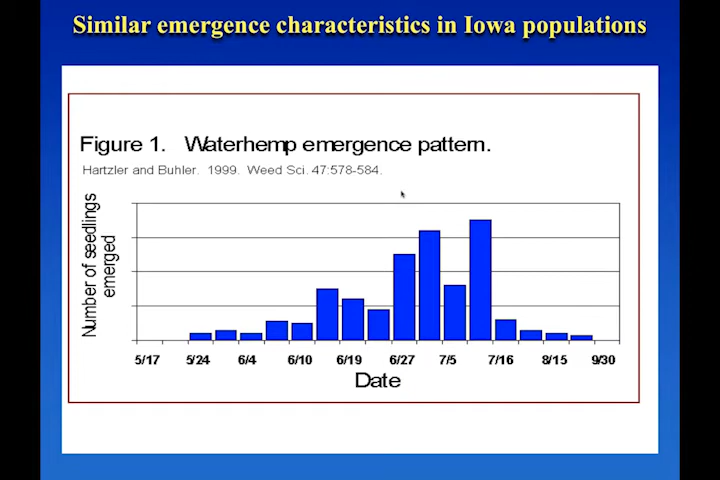 Similar emergence characteristics in Iowa populations
Figure 1. Waterhemp emergence pattern.
Hartzler and Buhler. 1999. Weed Sci. 47:578-584.
Number of seedlings
emerged
5/17 5/24 6/4 6/10 6/19 6/27 7/5 7/16 8/15 9/30
Date